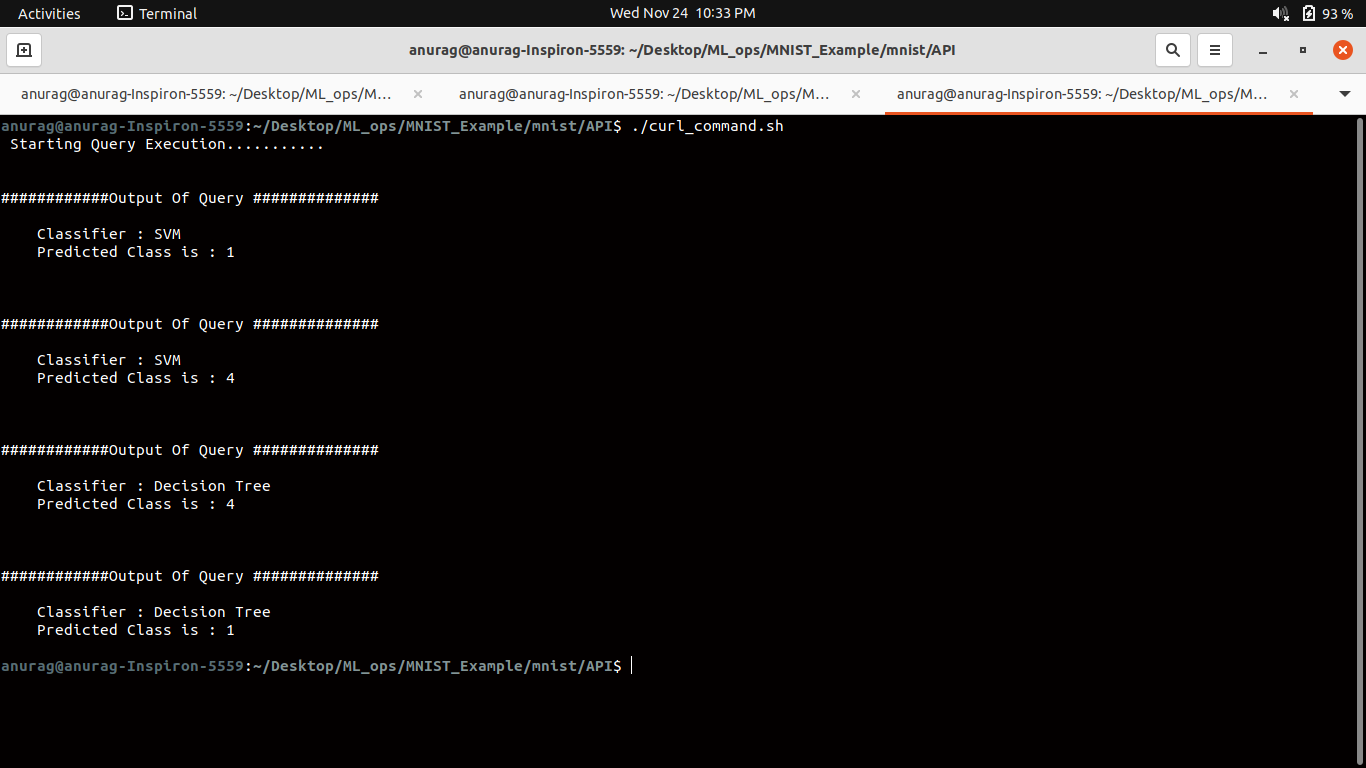 Activities Terminal Wed Nov 24 10:33 PM 93 %
anurag@anurag-Inspiron-5559: ~/Desktop/ML_ops/MNIST_Example/mnist/API
anurag@anurag-Inspiron-5559: ~/Desktop/ML_ops/M... anurag@anurag-Inspiron-5559: ~/Desktop/ML_ops/M... anurag@anurag-Inspiron-5559: ~/Desktop/ML_ops/M...
anurag@anurag-Inspiron-5559:~/Desktop/ML_ops/MNIST_Example/mnist/API$ ./curl_command.sh
Starting Query Execution...........
############Output Of Query ##############
Classifier : SVM
Predicted Class is : 1
############Output Of Query ##############
Classifier : SVM
Predicted Class is : 4
############Output Of Query ##############
Classifier : Decision Tree
Predicted Class is : 4
############Output Of Query ##############
Classifier : Decision Tree
Predicted Class is : 1
anurag@anurag-Inspiron-5559:~/Desktop/ML_ops/MNIST_Example/mnist/API$